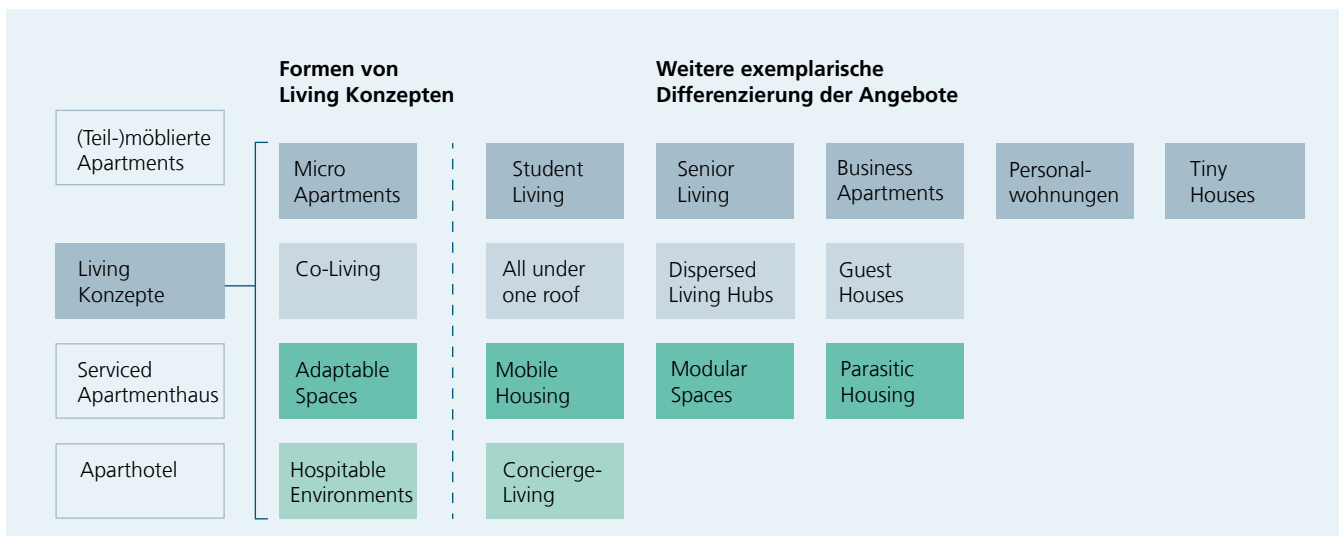 Formen von
Living Konzepten
Weitere exemplarische
Differenzierung der Angebote
(Teil-)möblierte
Apartments
Living
Konzepte
Serviced
Apartmenthaus
Aparthotel
Micro
Apartments
Student
Living
Senior
Living
Business
Apartments
Personal-
wohnungen
Tiny
Houses
Co-Living
All under
one roof
Dispersed
Living Hubs
Guest
Houses
Adaptable
Spaces
Mobile
Housing
Modular
Spaces
Parasitic
Housing
Hospitable
Environments
Concierge-
Living